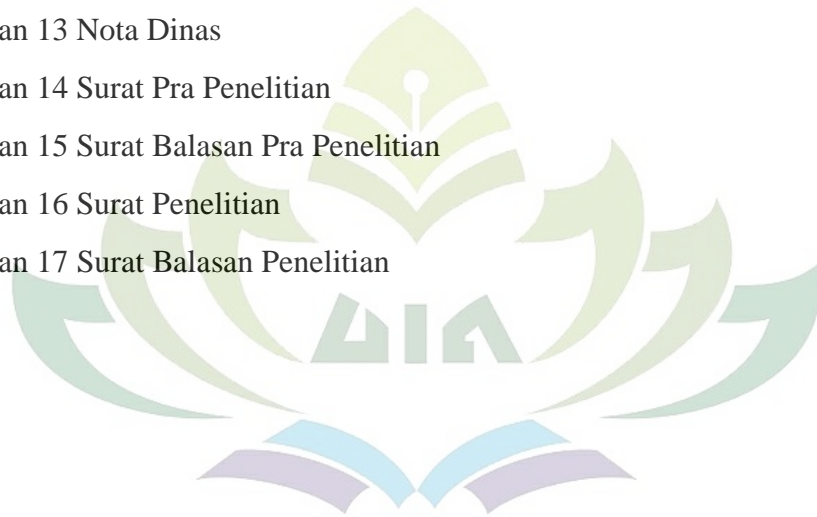 an 13 Nota Dinas
an 14 Surat Pra Penelitian
an 15 Surat Balasan Pra Penelitian
an 16 Surat Penelitian
an 17 Surat Balasan Penelitian
UIN